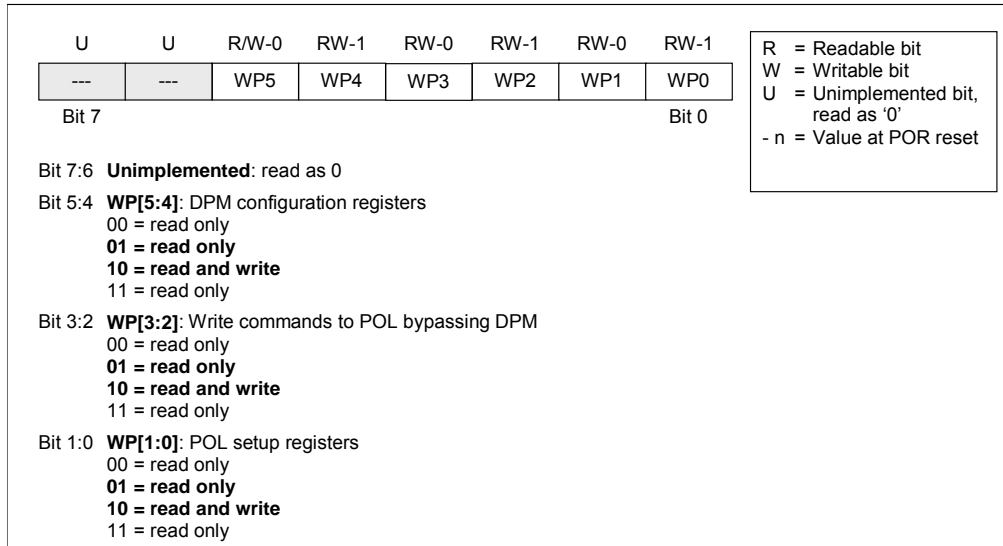 U U R/W-0 RW-1 RW-0 RW-1 RW-0 RW-1
--- --- WP5 WP4 WP3 WP2 WP1 WP0
Bit 7 Bit 0
R = Readable bit
W = Writable bit
U = Unimplemented bit,
read as ‘0’
- n = Value at POR reset
Bit 7:6 Unimplemented: read as 0
Bit 5:4 WP[5:4]: DPM configuration registers
00 = read only
01 = read only
10 = read and write
11 = read only
Bit 3:2 WP[3:2]: Write commands to POL bypassing DPM
00 = read only
01 = read only
10 = read and write
11 = read only
Bit 1:0 WP[1:0]: POL setup registers
00 = read only
01 = read only
10 = read and write
11 = read only